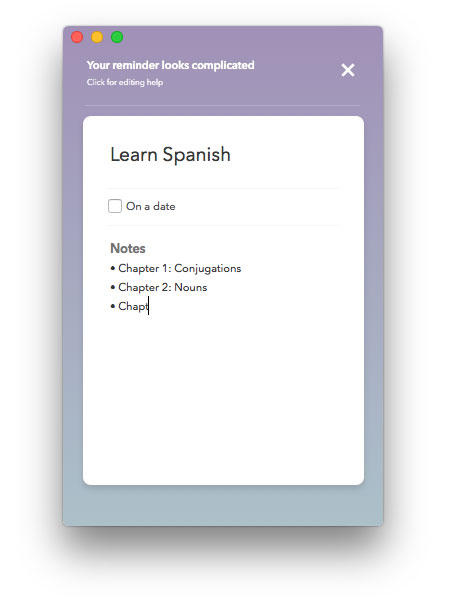 Your reminder looks complicated
Click for editing help
Learn Spanish
On a date
Notes
• Chapter 1: Conjugations
• Chapter 2: Nouns
• Chapt